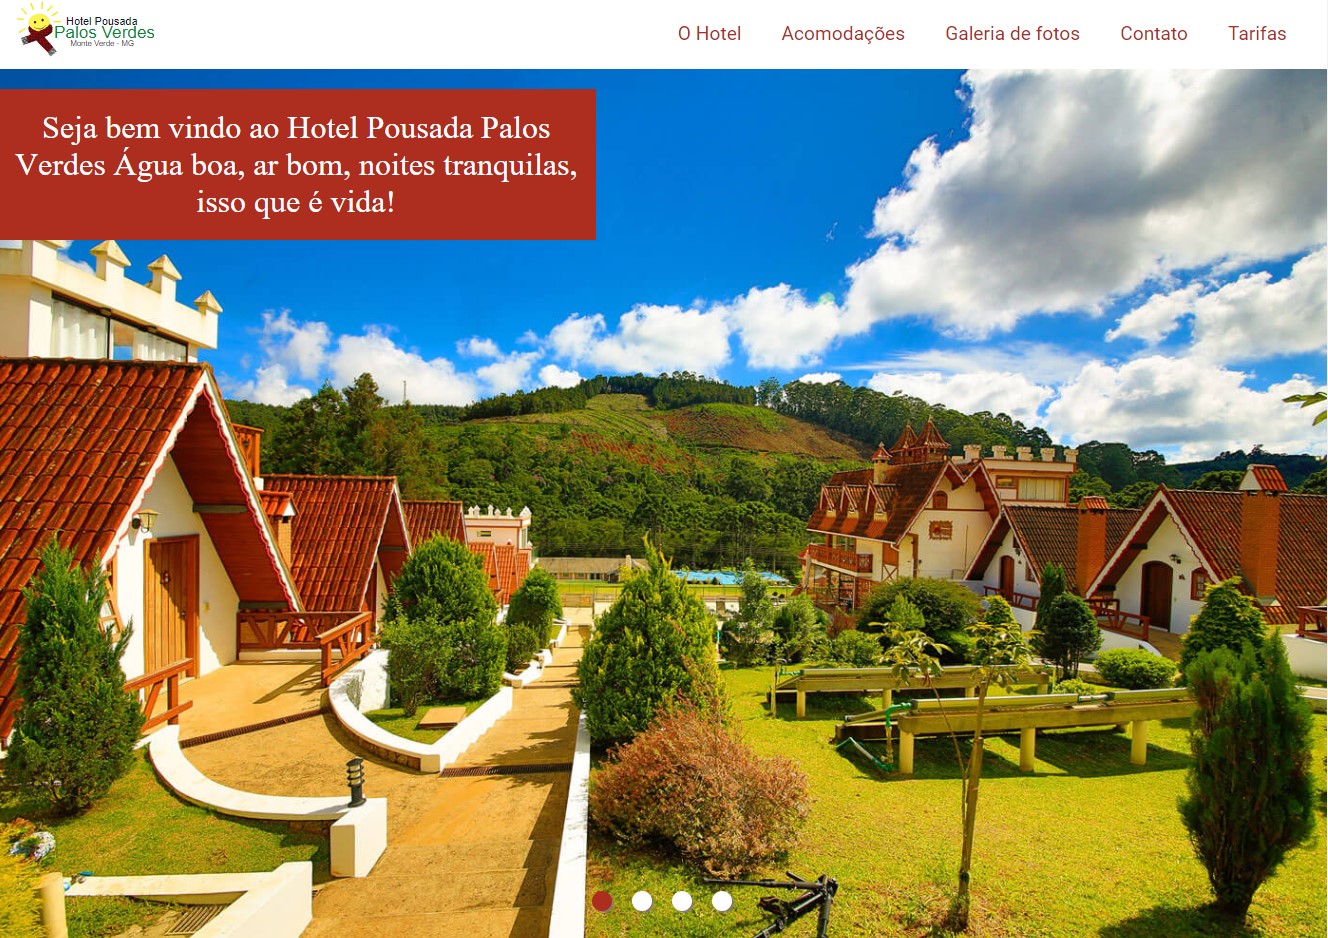 Hotel Pousada
Palos Verdes
Monte Verde - MG
O Hotel
Acomodações
Galeria de fotos
Contato
Tarifas
Seja bem vindo ao Hotel Pousada Palos
Verdes Água boa, ar bom, noites tranquilas,
isso que é vida!